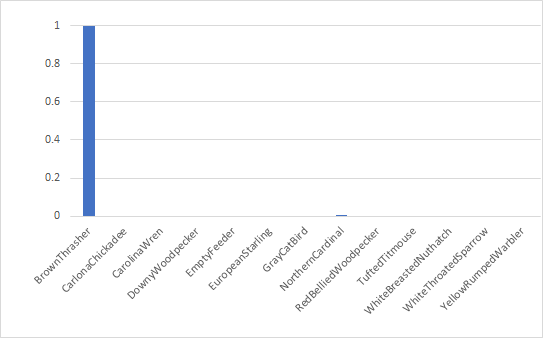 1
0.8
0.6
0.4
0.2
0
BrownThrasher
CarlonaChickadee
CarolinaWren
DownyWoodpecker
EmptyFeeder
EuropeanStarling
GrayCatBird
NorthernCardinal
RedBelliedWoodpecker
TuftedTitmouse
WhiteBreastedNuthatch
WhiteThroatedSparrow
YellowRumpedWarbler